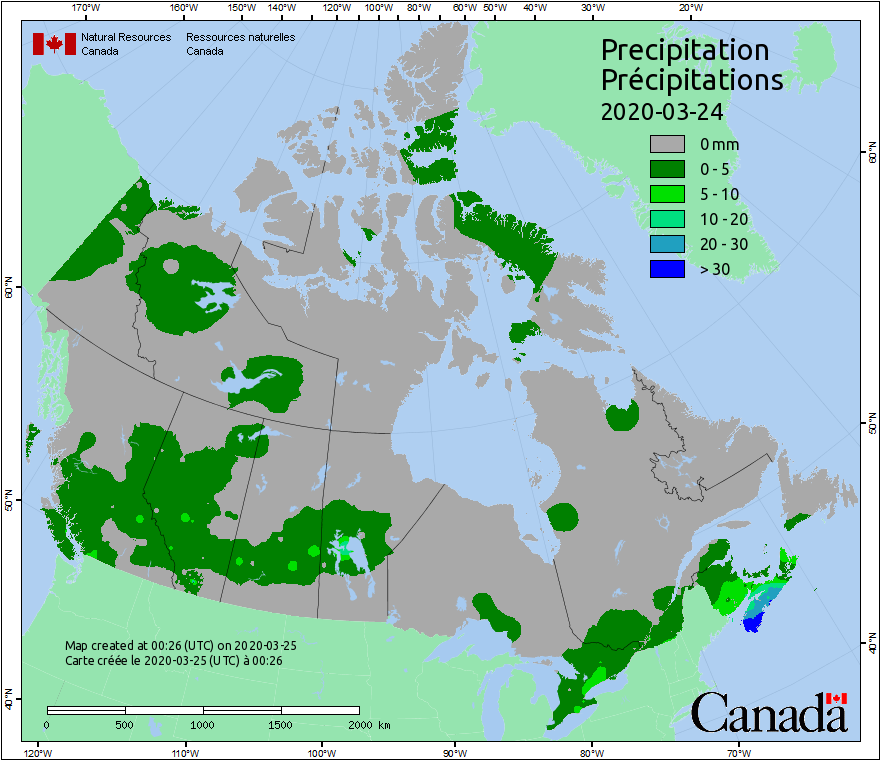 170°W 160°W 150°W 140°W 130°W 120°W 110°W 100°W 90°W 80°W 60°W 50°W 40°W 30°W 20°W
Natural Resources Ressources naturelles
Canada Canada
Precipitation
Précipitations
2020-03-24
0 mm
0 - 5
5 - 10
10 - 20
20 - 30
> 30
60°N
60°N
50°N
50°N
40°N
40°N
Map created at 00:26 (UTC) on 2020-03-25
Carte créée le 2020-03-25 (UTC) à 00:26
0 500 1000 1500 2000 km
Canada
120°W 110°W 100°W 90°W 80°W 70°W